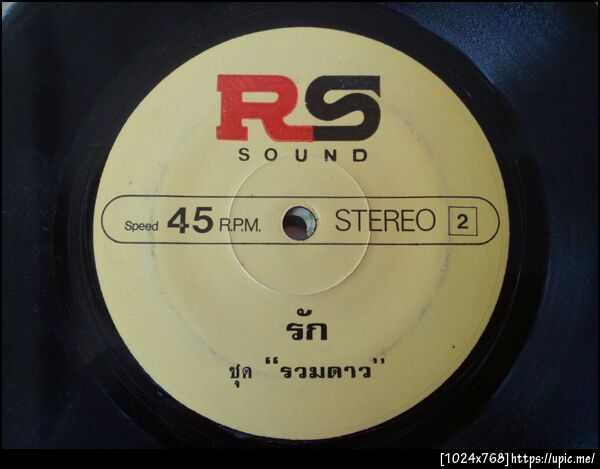 RS
SOUND
Speed 45 R.P.M. STEREO 2
รัก
ชุด "รวมดาว"
[1024x768]https://upic.me/